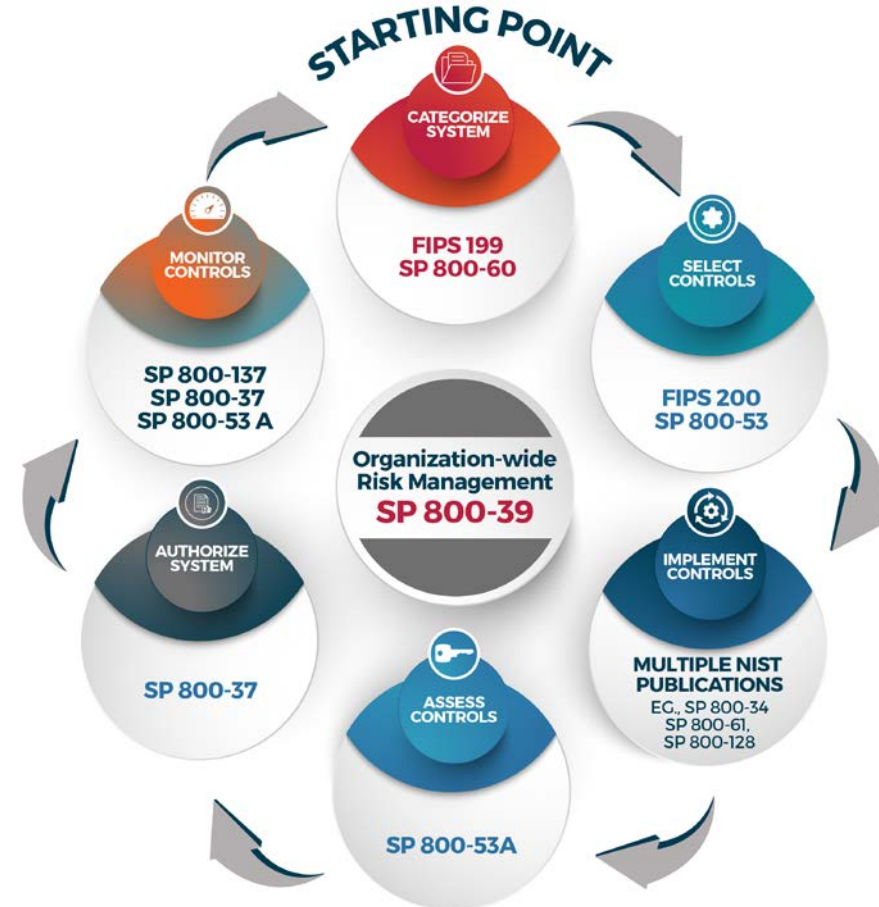 STARTING POINT
CATEGORIZE
SYSTEM
FIPS 199
SP 800-60
SELECT
CONTROLS
FIPS 200
SP 800-53
IMPLEMENT
CONTROLS
MULTIPLE NIST
PUBLICATIONS
EG., SP 800-34
SP 800-61,
SP 800-128
ASSESS
CONTROLS
SP 800-53A
AUTHORIZE
SYSTEM
SP 800-37
MONITOR
CONTROLS
SP 800-137
SP 800-37
SP 800-53 A
Organization-wide
Risk Management
SP 800-39